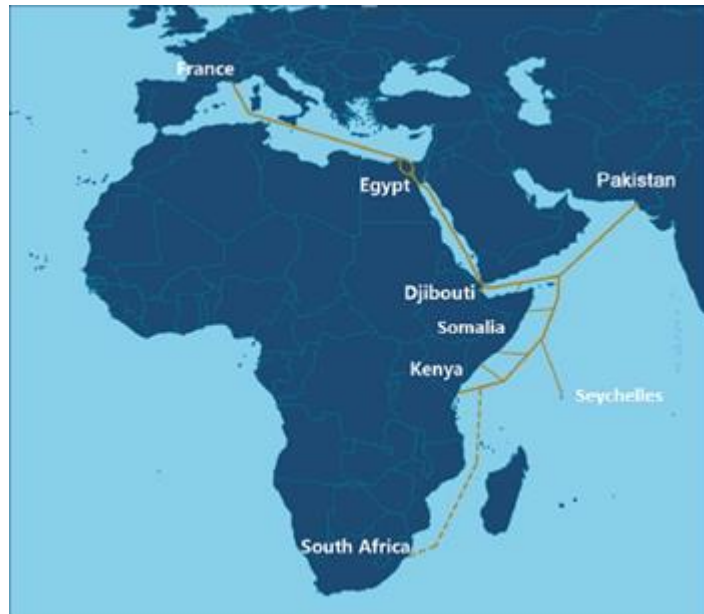 France
Egypt
Pakistan
Djibouti
Somalia
Kenya
Seychelles
South Africa